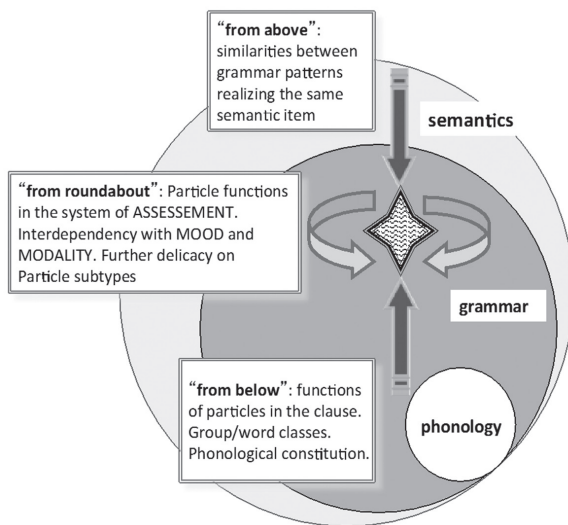 “from above”:
similarities between
grammar patterns
realizing the same
semantic item
semantics
“from roundabout”: Particle functions
in the system of ASSESSEMENT.
Interdependency with MOOD and
MODALITY. Further delicacy on
Particle subtypes
grammar
“from below”: functions
of particles in the clause.
Group/word classes.
Phonological constitution.
phonology